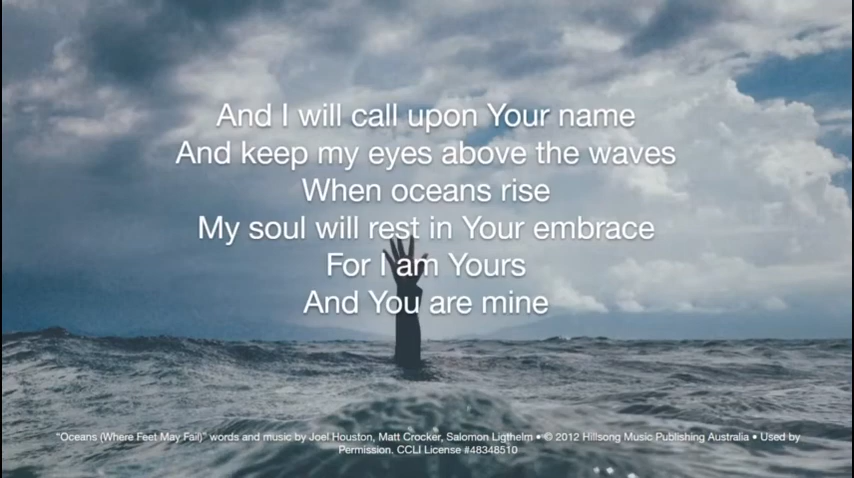 And I will call upon Your name
And keep my eyes above the waves
When oceans rise
My soul will rest in Your embrace
For I am Yours
And You are mine
"Oceans (Where Feet May Fail)" words and music by Joel Houston, Matt Crocker, Salomon Ligthelm • © 2012 Hillsong Music Publishing Australia • Used by
Permission. CCLI License #48348510